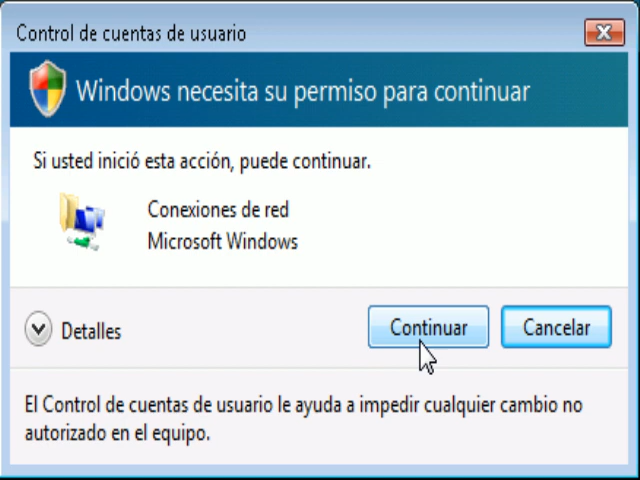 Control de cuentas de usuario
Windows necesita su permiso para continuar
Si usted inició esta acción, puede continuar.
Conexiones de red
Microsoft Windows
Detalles
Continuar
Cancelar
El Control de cuentas de usuario le ayuda a impedir cualquier cambio no
autorizado en el equipo.